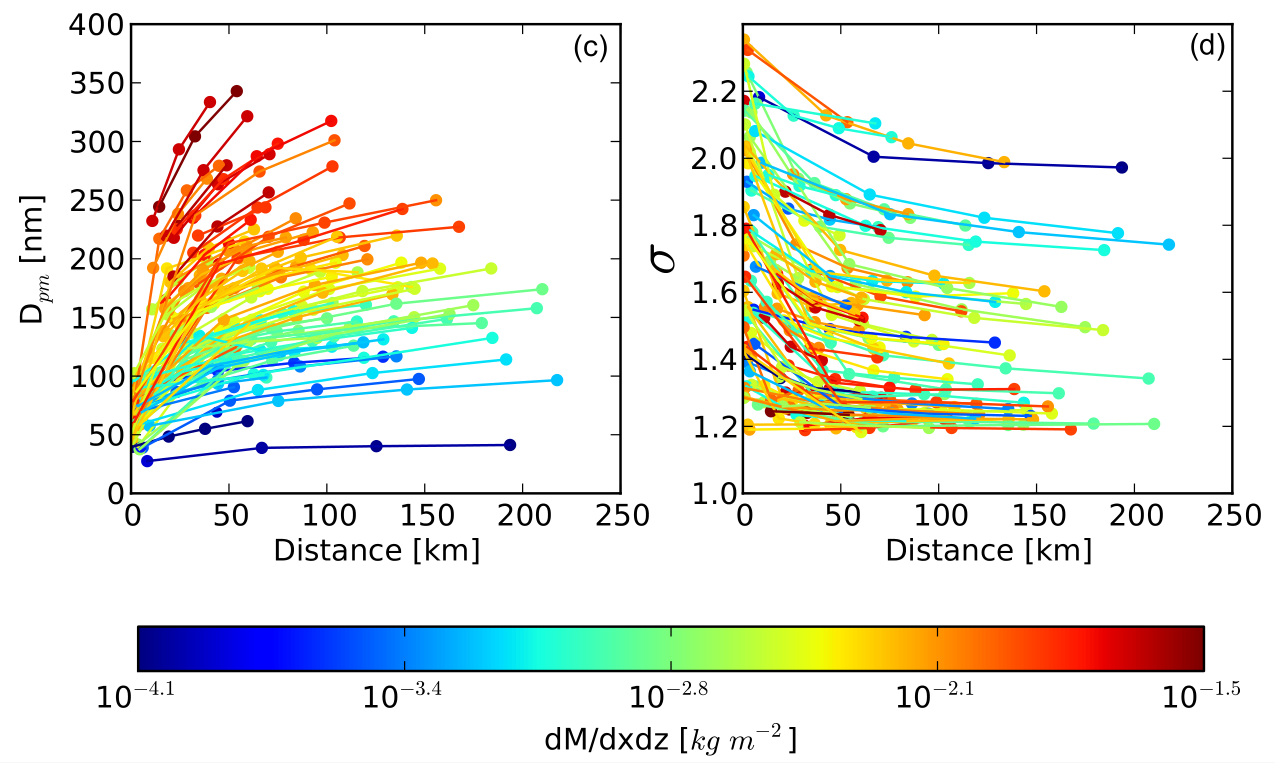 400
350
300
250
200
150
100
50
0
D_{pm} [nm]
(c)
0 50 100 150 200 250
Distance [km]
2.2
2.0
1.8
1.6
1.4
1.2
1.0
σ
(d)
0 50 100 150 200 250
Distance [km]
10^{-4.1} 10^{-3.4} 10^{-2.8} 10^{-2.1} 10^{-1.5}
dM/dxdz [kg m^{-2}]